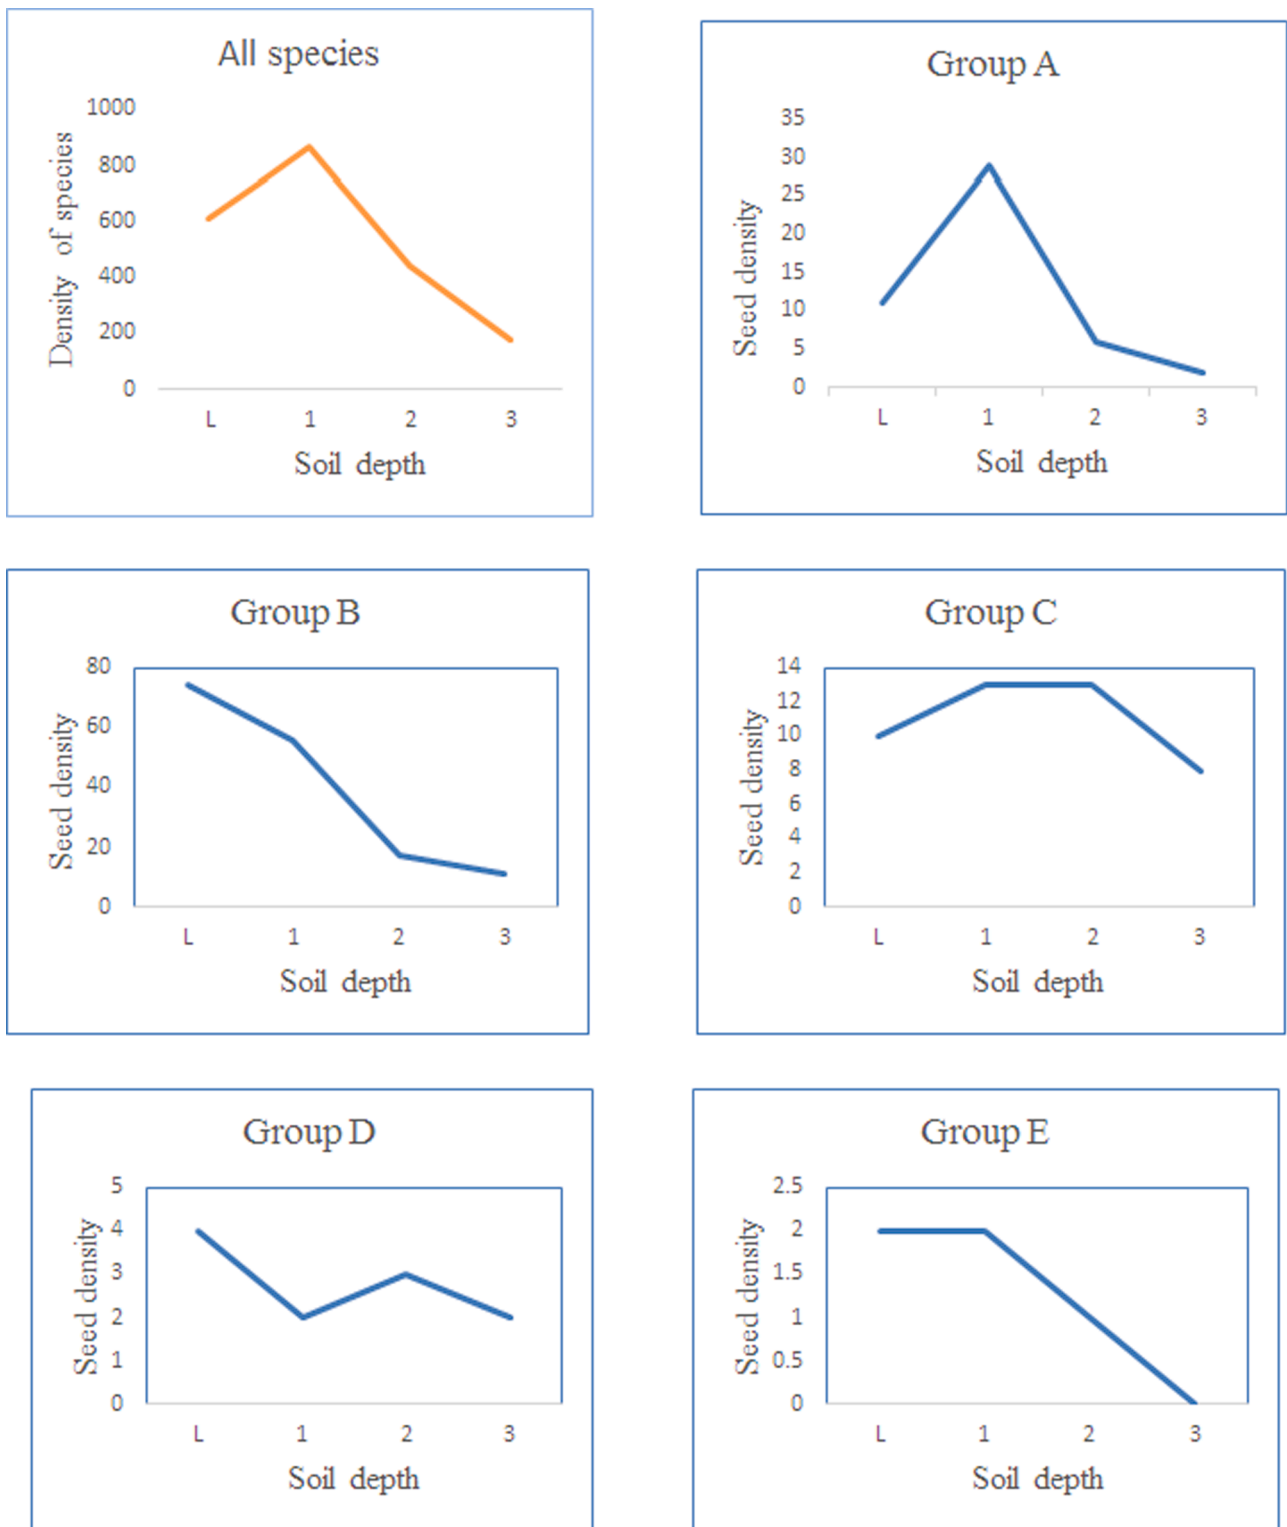 All species
Density of species
1000
800
600
400
200
0
L 1 2 3
Soil depth
Group A
Seed density
35
30
25
20
15
10
5
0
L 1 2 3
Soil depth
Group B
Seed density
80
60
40
20
0
L 1 2 3
Soil depth
Group C
Seed density
14
12
10
8
6
4
2
0
L 1 2 3
Soil depth
Group D
Seed density
5
4
3
2
1
0
L 1 2 3
Soil depth
Group E
Seed density
2.5
2
1.5
1
0.5
0
L 1 2 3
Soil depth